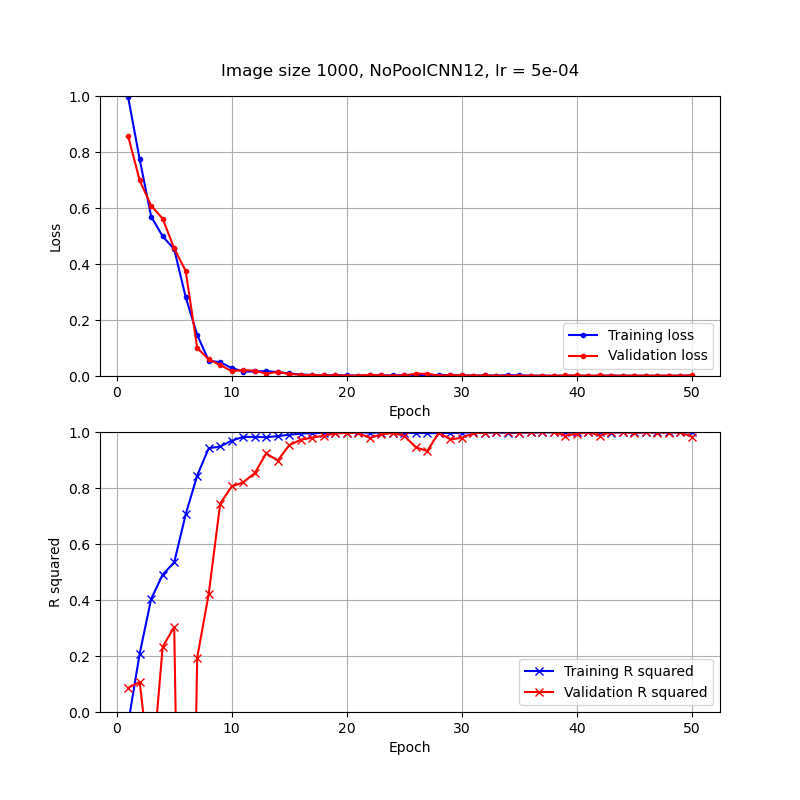 Image size 1000, NoPoolCNN12, lr = 5e-04
1.0
0.8
0.6
0.4
0.2
0.0
Loss
Training loss
Validation loss
0 10 20 30 40 50
Epoch
1.0
0.8
0.6
0.4
0.2
0.0
R squared
Training R squared
Validation R squared
0 10 20 30 40 50
Epoch